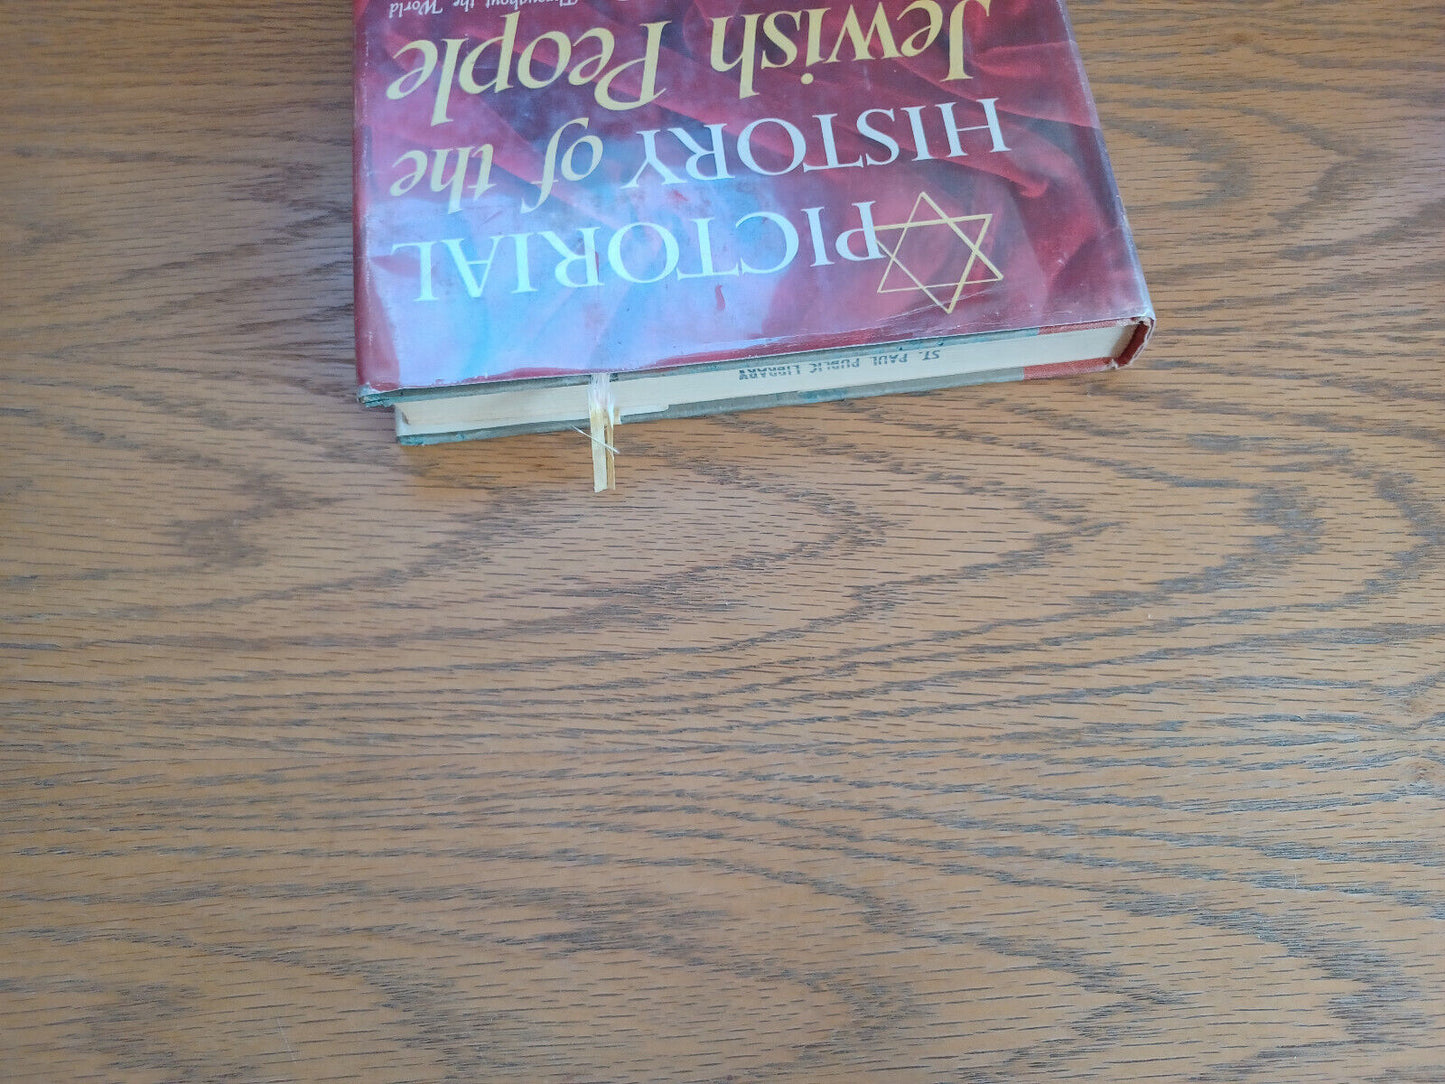 PICTORIAL
HISTORY of the
Jewish People
Throughout the World
ST. PAUL PUBLIC LIBRARY